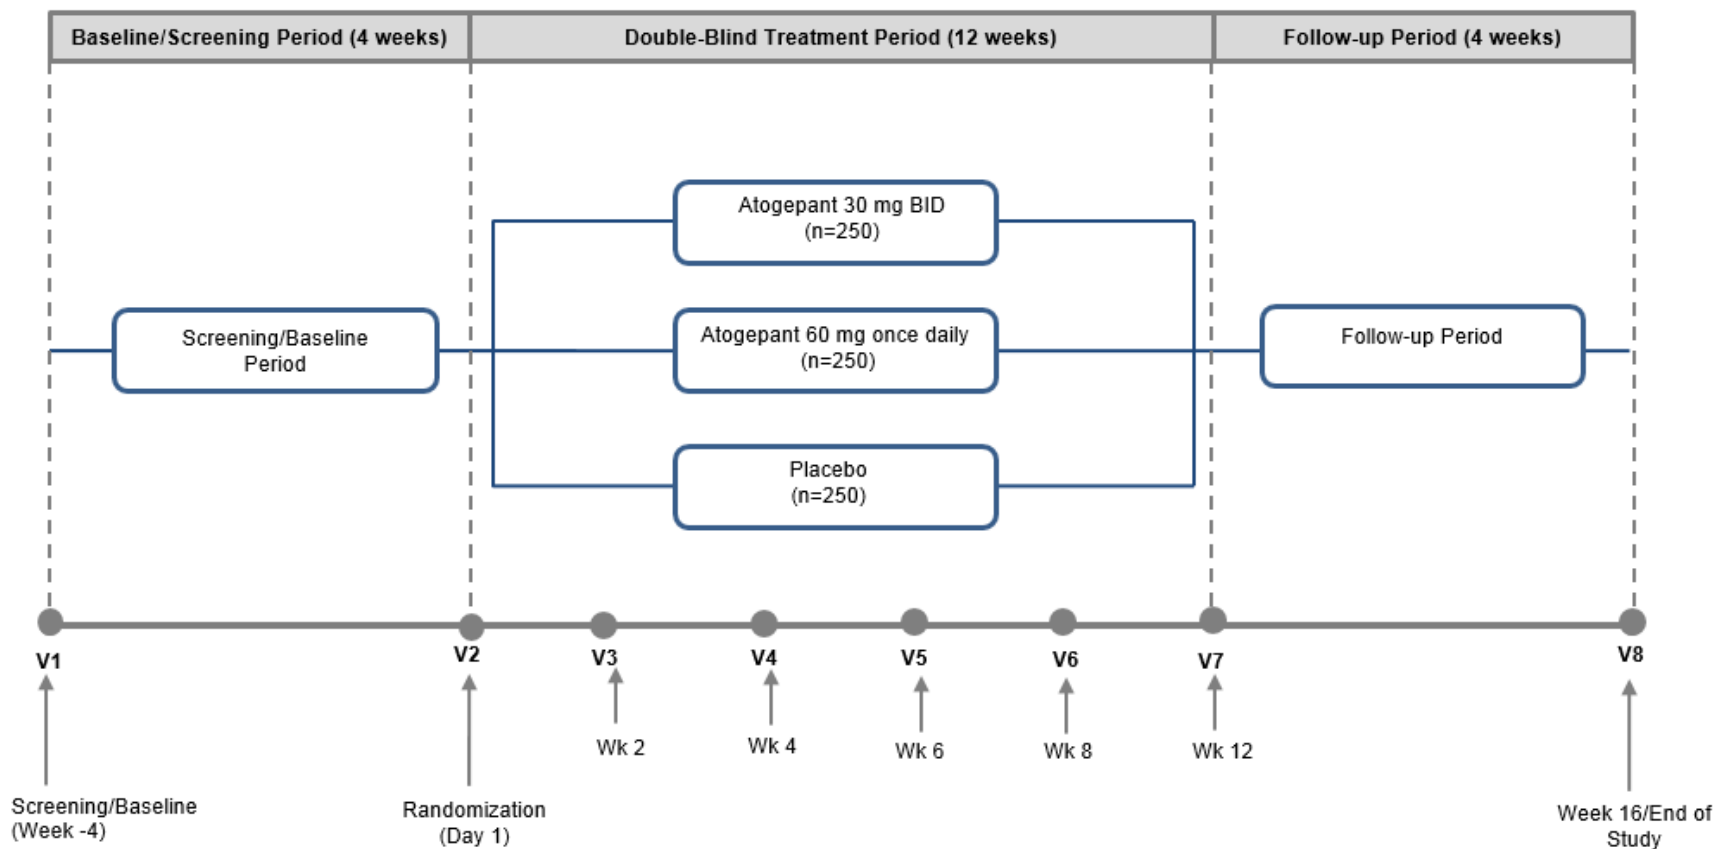 Baseline/Screening Period (4 weeks)
Double-Blind Treatment Period (12 weeks)
Follow-up Period (4 weeks)
Atogepant 30 mg BID
(n=250)
Screening/Baseline
Period
Atogepant 60 mg once daily
(n=250)
Follow-up Period
Placebo
(n=250)
V1
V2
V3
V4
V5
V6
V7
V8
Wk 2
Wk 4
Wk 6
Wk 8
Wk 12
Screening/Baseline
(Week -4)
Randomization
(Day 1)
Week 16/End of
Study